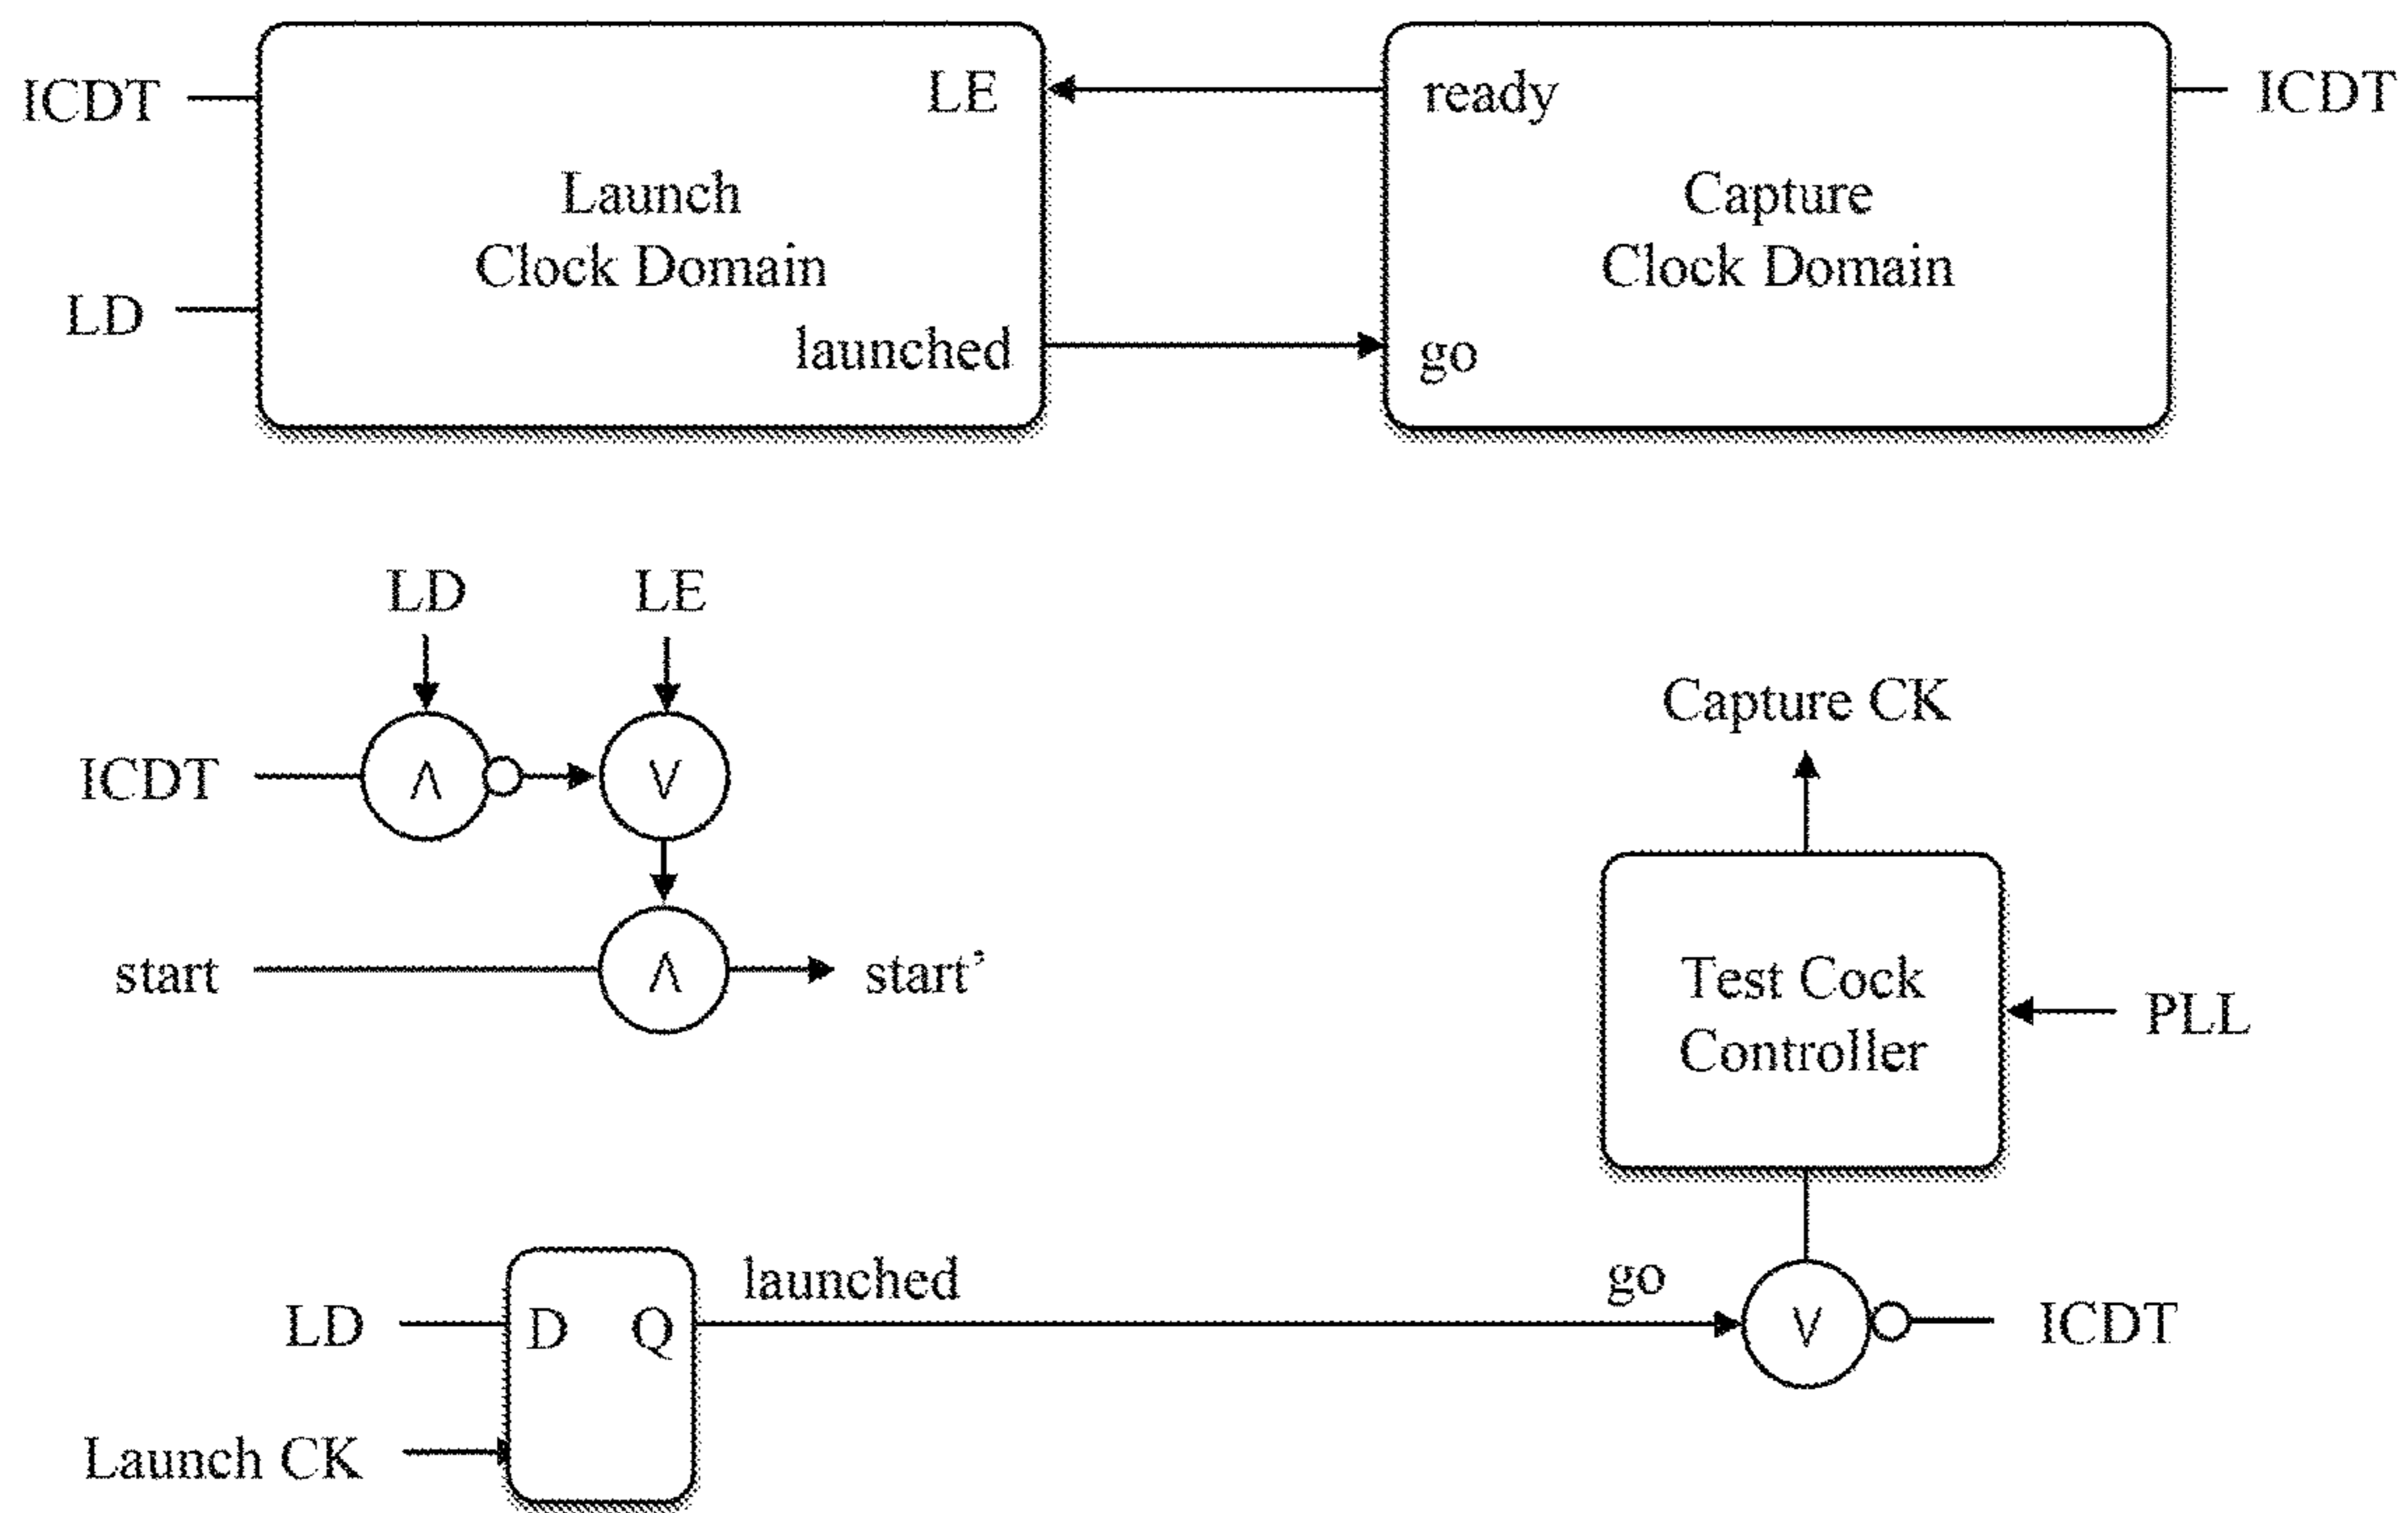 ICDT
LE
ready
ICDT
Launch
Clock Domain
Capture
Clock Domain
LD
launched
go
LD
LE
Capture CK
ICDT
Λ
V
start
Λ
start’
Test Cock
Controller
PLL
launched
go
LD
D
Q
V
ICDT
Launch CK